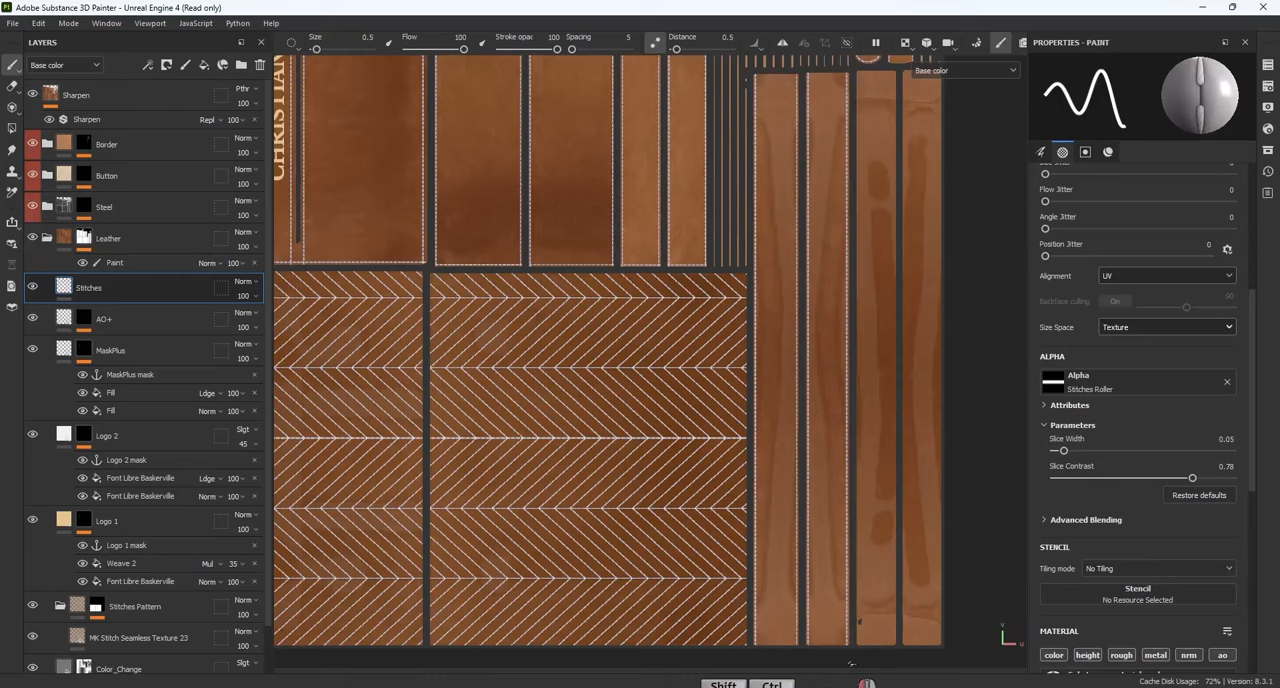 Adobe Substance 3D Painter - Unreal Engine 4 (Read only)
File Edit Mode Window Viewport JavaScript Python Help
LAYERS
Size 0.5 Flow 100 Stroke opac 100 Spacing 5 Distance 0.5
PROPERTIES - PAINT
Base color
Base color
Sharpen Pthr 100
Sharpen Repl 100
Border Norm 100
Button Norm 100
Steel Norm 100
Leather Norm 100
Paint Norm 100
Stitches Norm 100
AO+ Norm 100
MaskPlus Norm 100
MaskPlus mask
Fill Ldge 100
Fill Norm 100
Logo 2 Slgt 45
Logo 2 mask
Font Libre Baskerville Ldge 100
Font Libre Baskerville Norm 100
Logo 1 Norm 100
Logo 1 mask
Weave 2 Mul 35
Font Libre Baskerville Norm 100
Stitches Pattern Norm 100
MK Stitch Seamless Texture 23 Norm 100
Color_Change Slgt
CHRISTIAN
Flow Jitter 0
Angle Jitter 0
Position Jitter 0
Alignment UV
Backface culling On 90
Size Space Texture
ALPHA
Alpha
Stitches Roller
Attributes
Parameters
Slice Width 0.05
Slice Contrast 0.78
Restore defaults
Advanced Blending
STENCIL
Tiling mode No Tiling
Stencil
No Resource Selected
MATERIAL
color height rough metal nrm ao
Shift Ctrl
Cache Disk Usage: 72% | Version: 8.3.1